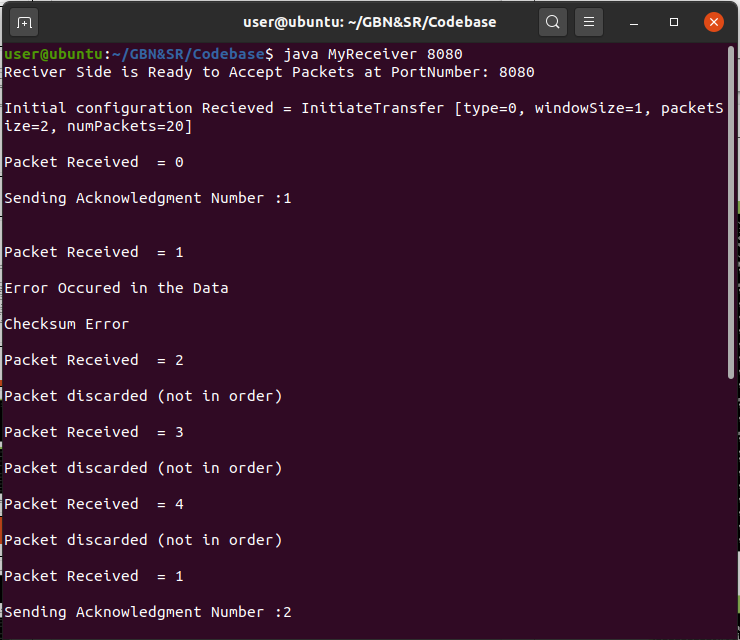 user@ubuntu: ~/GBN&SR/Codebase
user@ubuntu:~/GBN&SR/Codebase$ java MyReceiver 8080
Reciver Side is Ready to Accept Packets at PortNumber: 8080
Initial configuration Recieved = InitiateTransfer [type=0, windowSize=1, packetS
ize=2, numPackets=20]
Packet Received  = 0
Sending Acknowledgment Number :1
Packet Received  = 1
Error Occured in the Data
Checksum Error
Packet Received  = 2
Packet discarded (not in order)
Packet Received  = 3
Packet discarded (not in order)
Packet Received  = 4
Packet discarded (not in order)
Packet Received  = 1
Sending Acknowledgment Number :2